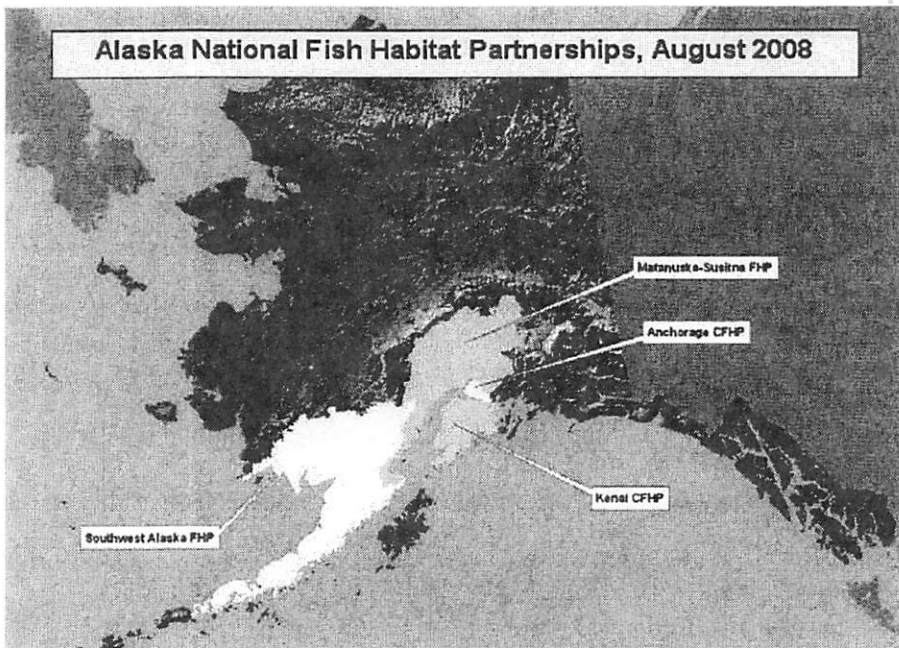 Alaska National Fish Habitat Partnerships, August 2008
Matanuska-Susitna FHP
Anchorage CFHP
Kenai CFHP
Southwest Alaska FHP